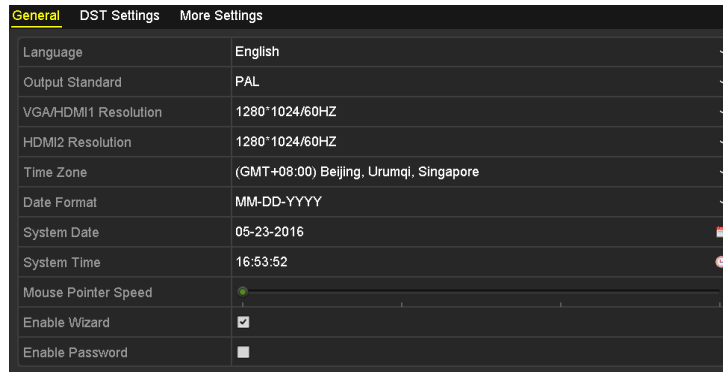 General DST Settings More Settings
Language English
Output Standard PAL
VGA/HDMI1 Resolution 1280*1024/60HZ
HDMI2 Resolution 1280*1024/60HZ
Time Zone (GMT+08:00) Beijing, Urumqi, Singapore
Date Format MM-DD-YYYY
System Date 05-23-2016
System Time 16:53:52
Mouse Pointer Speed
Enable Wizard
Enable Password